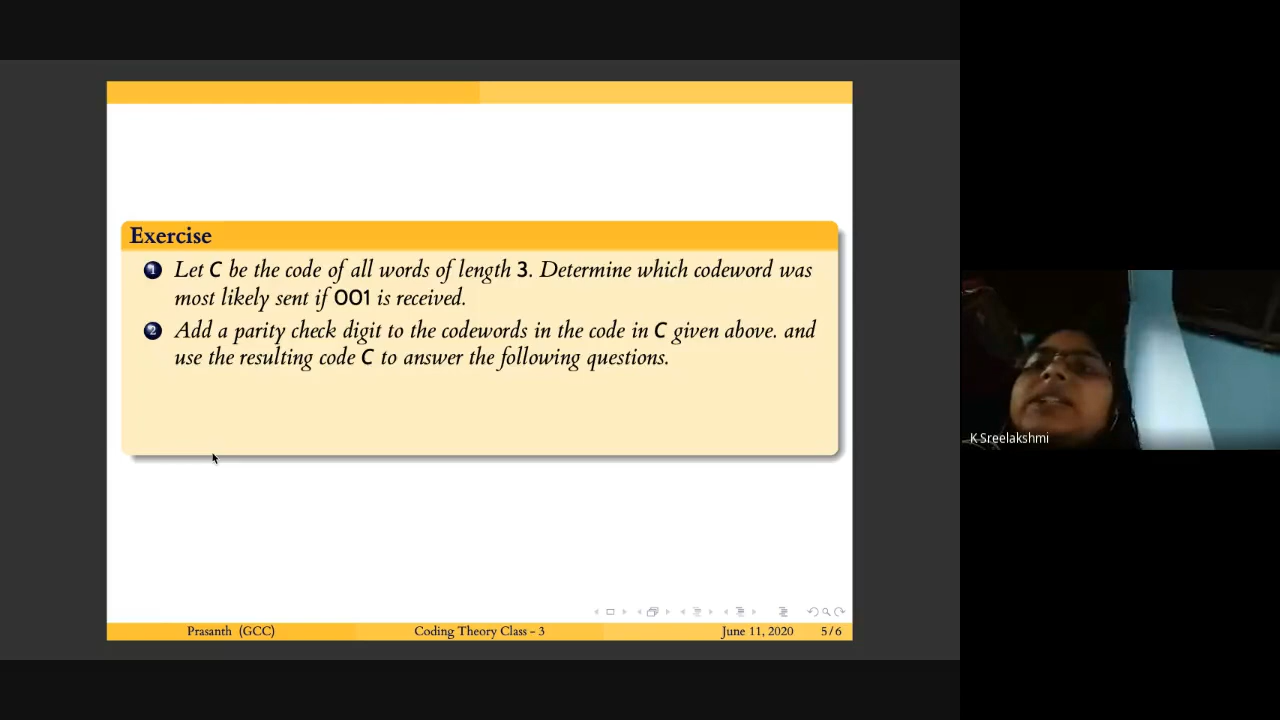 Exercise
1 Let C be the code of all words of length 3. Determine which codeword was
most likely sent if 001 is received.
2 Add a parity check digit to the codewords in the code in C given above. and
use the resulting code C to answer the following questions.
K Sreelakshmi
Prasanth (GCC) Coding Theory Class - 3 June 11, 2020 5/6